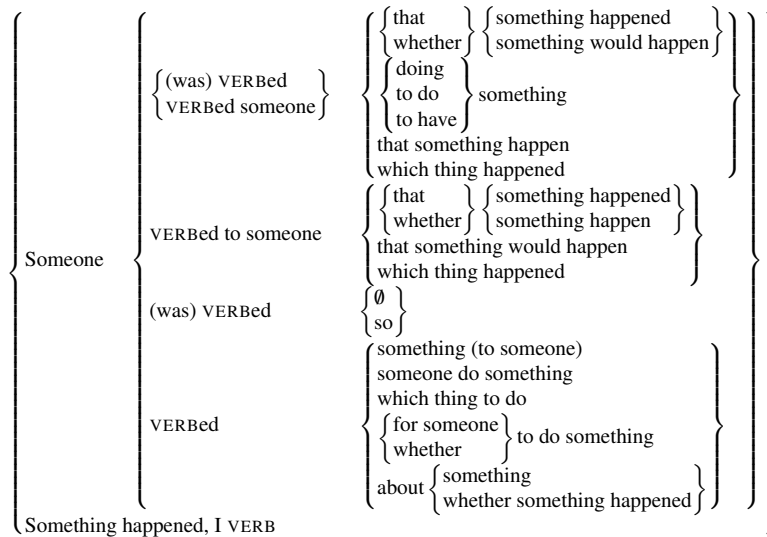 that
whether
something happened
something would happen
(was) VERBed
VERBed someone
doing
to do
to have
something
that something happen
which thing happened
Someone
VERBed to someone
that
whether
something happened
something happen
that something would happen
which thing happened
(was) VERBed
∅
so
VERBed
something (to someone)
someone do something
which thing to do
for someone
whether
to do something
about
something
whether something happened
Something happened, I VERB